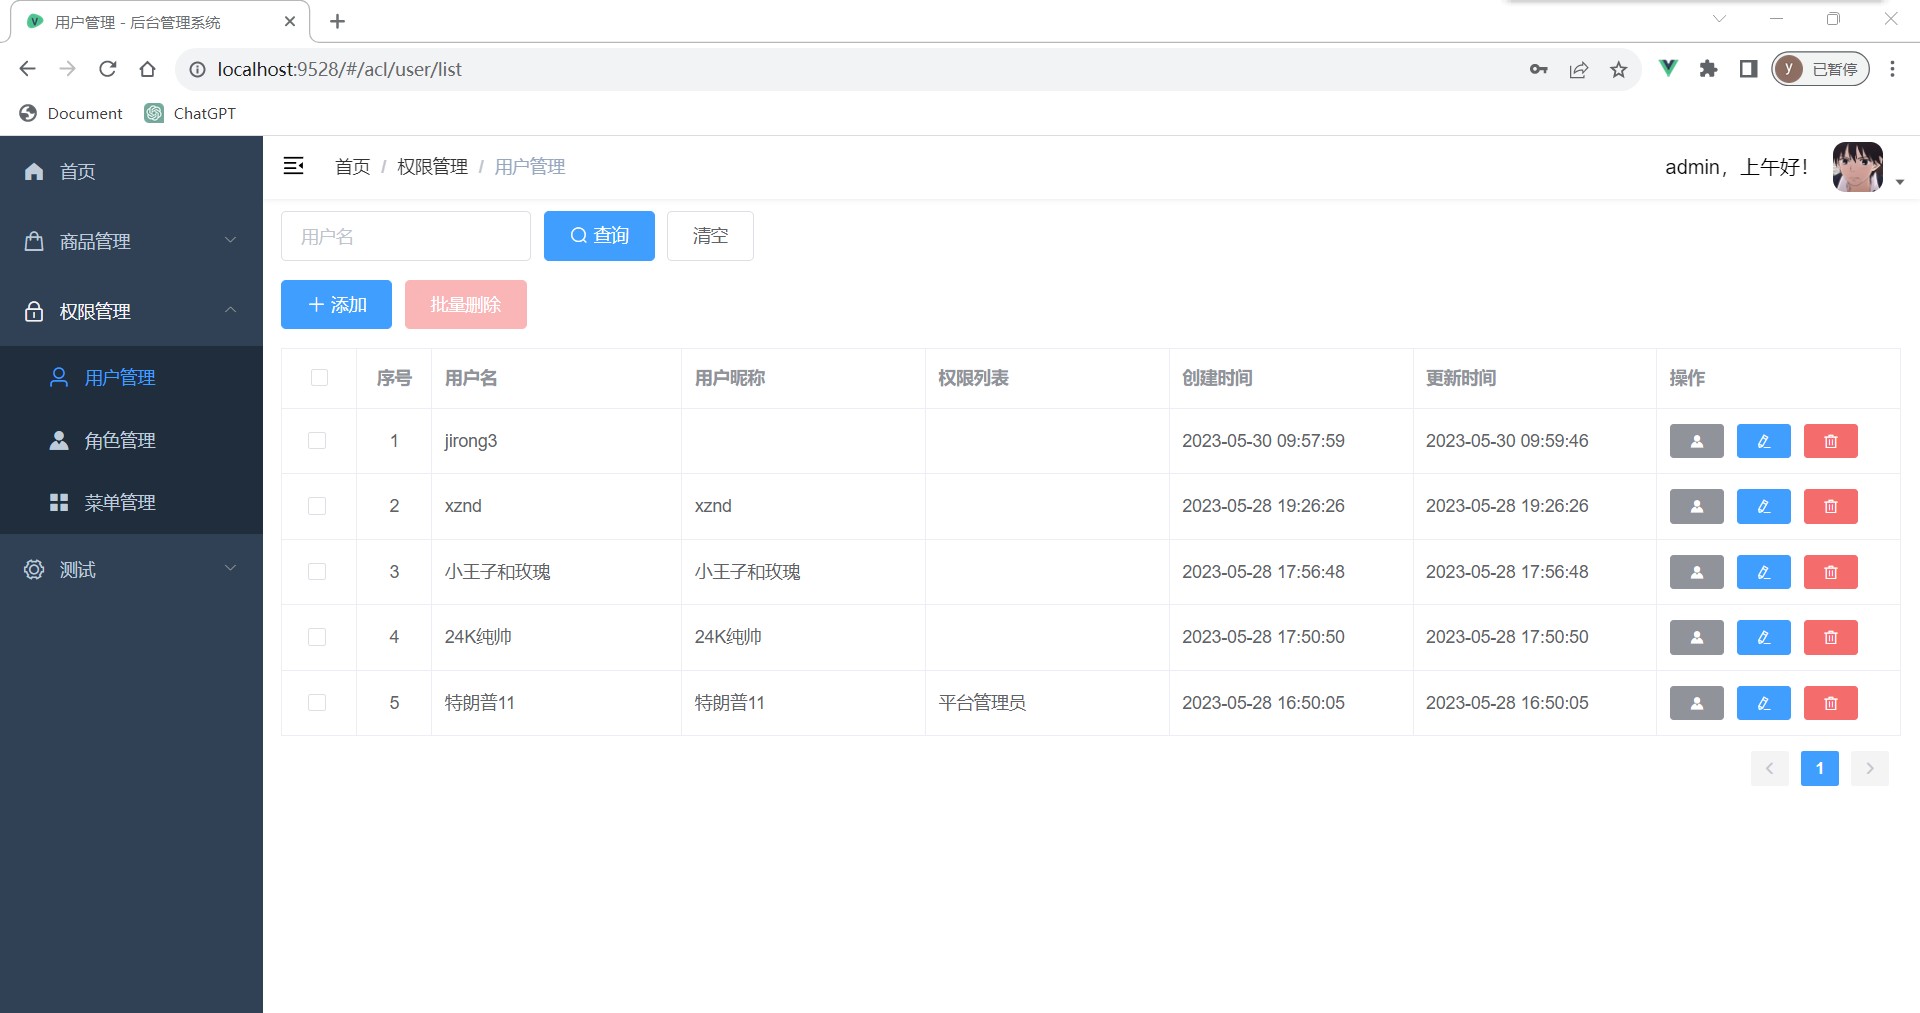 用户管理 - 后台管理系统
localhost:9528/#/acl/user/list
y 已暂停
Document ChatGPT
首页
商品管理
权限管理
用户管理
角色管理
菜单管理
测试
首页 / 权限管理 / 用户管理
admin，上午好！
用户名 查询 清空
添加 批量删除
序号 用户名 用户昵称 权限列表 创建时间 更新时间 操作
1 jirong3 2023-05-30 09:57:59 2023-05-30 09:59:46
2 xznd xznd 2023-05-28 19:26:26 2023-05-28 19:26:26
3 小王子和玫瑰 小王子和玫瑰 2023-05-28 17:56:48 2023-05-28 17:56:48
4 24K纯帅 24K纯帅 2023-05-28 17:50:50 2023-05-28 17:50:50
5 特朗普11 特朗普11 平台管理员 2023-05-28 16:50:05 2023-05-28 16:50:05
1